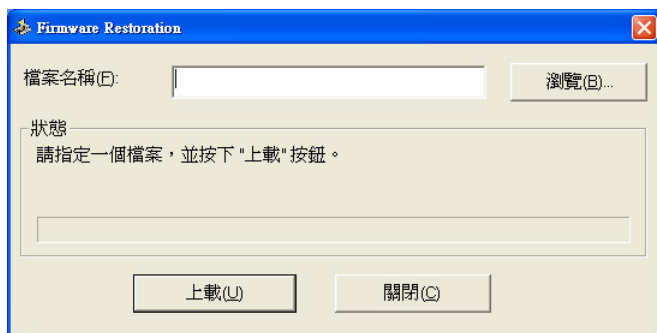 Firmware Restoration
檔案名稱(F):
瀏覽(B)...
狀態
請指定一個檔案，並按下 "上載" 按鈕。
上載(U)
關閉(C)